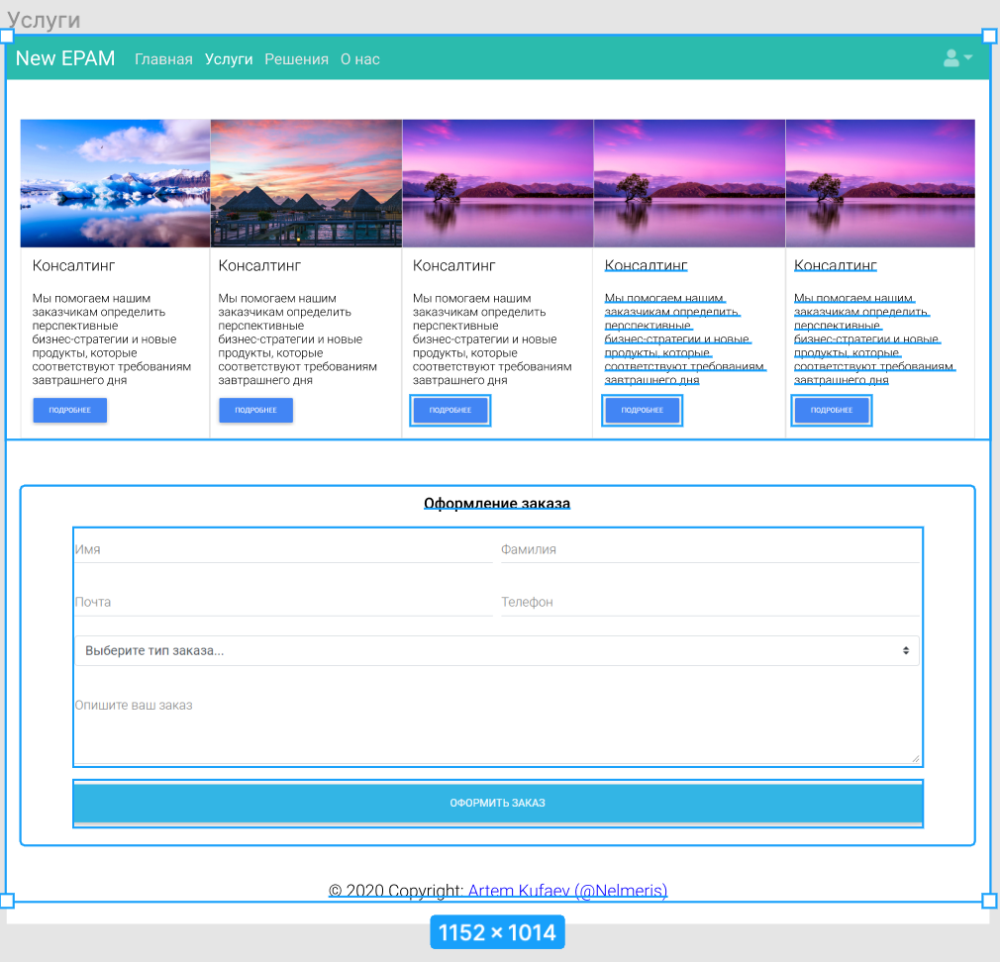 Услуги
New EPAM Главная Услуги Решения О нас
Консалтинг
Мы помогаем нашим
заказчикам определить
перспективные
бизнес-стратегии и новые
продукты, которые
соответствуют требованиям
завтрашнего дня
ПОДРОБНЕЕ
Консалтинг
Мы помогаем нашим
заказчикам определить
перспективные
бизнес-стратегии и новые
продукты, которые
соответствуют требованиям
завтрашнего дня
ПОДРОБНЕЕ
Консалтинг
Мы помогаем нашим
заказчикам определить
перспективные
бизнес-стратегии и новые
продукты, которые
соответствуют требованиям
завтрашнего дня
ПОДРОБНЕЕ
Консалтинг
Мы помогаем нашим
заказчикам определить
перспективные
бизнес-стратегии и новые
продукты, которые
соответствуют требованиям
завтрашнего дня
ПОДРОБНЕЕ
Консалтинг
Мы помогаем нашим
заказчикам определить
перспективные
бизнес-стратегии и новые
продукты, которые
соответствуют требованиям
завтрашнего дня
ПОДРОБНЕЕ
Оформление заказа
Имя Фамилия
Почта Телефон
Выберите тип заказа...
Опишите ваш заказ
ОФОРМИТЬ ЗАКАЗ
© 2020 Copyright: Artem Kufaev (@Nelmeris)
1152 × 1014